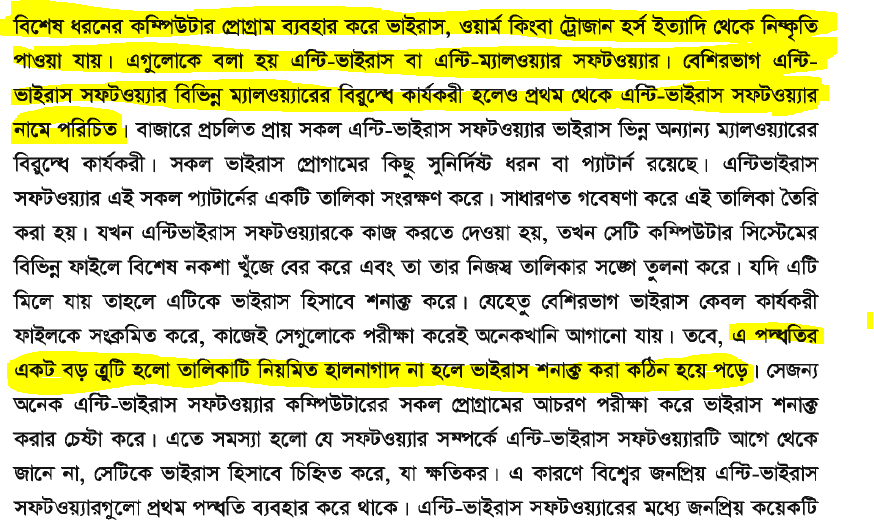 বিশেষ ধরনের কম্পিউটার প্রোগ্রাম ব্যবহার করে ভাইরাস, ওয়ার্ম কিংবা ট্রোজান হর্স ইত্যাদি থেকে নিষ্কৃতি
পাওয়া যায়। এগুলোকে বলা হয় এন্টি-ভাইরাস বা এন্টি-ম্যালওয়্যার সফটওয়্যার। বেশিরভাগ এন্টি-
ভাইরাস সফটওয়্যার বিভিন্ন ম্যালওয়্যারের বিরুদ্ধে কার্যকরী হলেও প্রথম থেকে এন্টি-ভাইরাস সফটওয়্যার
নামে পরিচিত। বাজারে প্রচলিত প্রায় সকল এন্টি-ভাইরাস সফটওয়্যার ভাইরাস ভিন্ন অন্যান্য ম্যালওয়্যারের
বিরুদ্ধে কার্যকরী। সকল ভাইরাস প্রোগামের কিছু সুনির্দিষ্ট ধরন বা প্যাটার্ন রয়েছে। এন্টিভাইরাস
সফটওয়্যার এই সকল প্যাটার্নের একটি তালিকা সংরক্ষণ করে। সাধারণত গবেষণা করে এই তালিকা তৈরি
করা হয়। যখন এন্টিভাইরাস সফটওয়্যারকে কাজ করতে দেওয়া হয়, তখন সেটি কম্পিউটার সিস্টেমের
বিভিন্ন ফাইলে বিশেষ নকশা খুঁজে বের করে এবং তা তার নিজস্ব তালিকার সঙ্গে তুলনা করে। যদি এটি
মিলে যায় তাহলে এটিকে ভাইরাস হিসাবে শনাক্ত করে। যেহেতু বেশিরভাগ ভাইরাস কেবল কার্যকরী
ফাইলকে সংক্রমিত করে, কাজেই সেগুলোকে পরীক্ষা করেই অনেকখানি আগানো যায়। তবে, এ পদ্ধতির
একট বড় ত্রুটি হলো তালিকাটি নিয়মিত হালনাগাদ না হলে ভাইরাস শনাক্ত করা কঠিন হয়ে পড়ে। সেজন্য
অনেক এন্টি-ভাইরাস সফটওয়্যার কম্পিউটারের সকল প্রোগ্রামের আচরণ পরীক্ষা করে ভাইরাস শনাক্ত
করার চেষ্টা করে। এতে সমস্যা হলো যে সফটওয়্যার সম্পর্কে এন্টি-ভাইরাস সফটওয়্যারটি আগে থেকে
জানে না, সেটিকে ভাইরাস হিসাবে চিহ্নিত করে, যা ক্ষতিকর। এ কারণে বিশ্বের জনপ্রিয় এন্টি-ভাইরাস
সফটওয়্যারগুলো প্রথম পদ্ধতি ব্যবহার করে থাকে। এন্টি-ভাইরাস সফটওয়্যারের মধ্যে জনপ্রিয় কয়েকটি